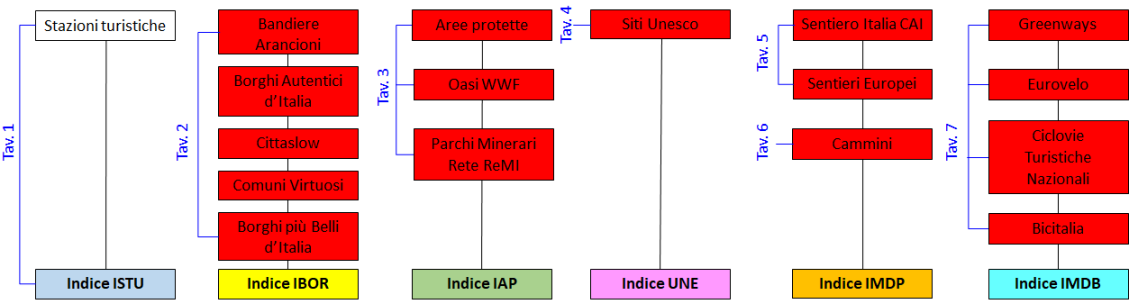 Tav. 1
Stazioni turistiche
Indice ISTU
Tav. 2
Bandiere
Arancioni
Borghi Autentici
d'Italia
Cittaslow
Comuni Virtuosi
Borghi più Belli
d'Italia
Indice IBOR
Tav. 3
Aree protette
Oasi WWF
Parchi Minerari
Rete ReMI
Indice IAP
Tav. 4
Siti Unesco
Indice UNE
Tav. 5
Sentiero Italia CAI
Sentieri Europei
Tav. 6
Cammini
Indice IMDP
Tav. 7
Greenways
Eurovelo
Ciclovie
Turistiche
Nazionali
Bicitalia
Indice IMDB